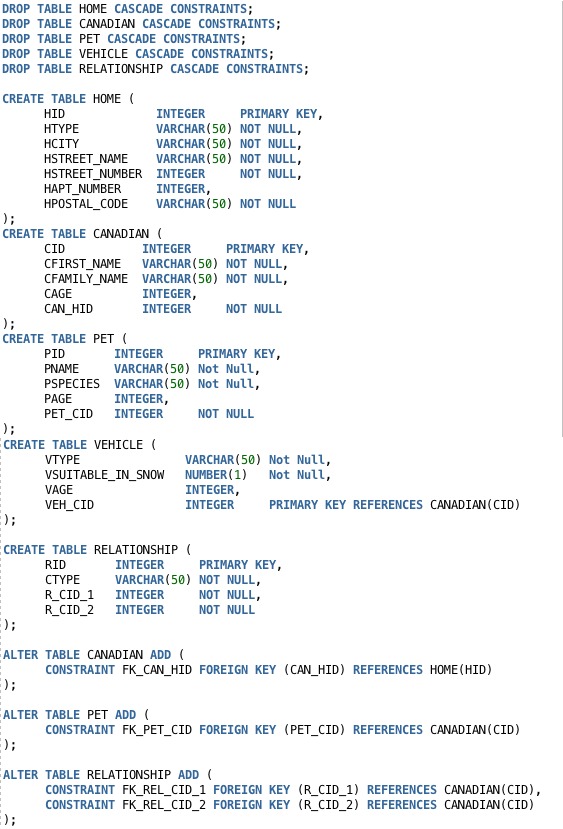 DROP TABLE HOME CASCADE CONSTRAINTS;
DROP TABLE CANADIAN CASCADE CONSTRAINTS;
DROP TABLE PET CASCADE CONSTRAINTS;
DROP TABLE VEHICLE CASCADE CONSTRAINTS;
DROP TABLE RELATIONSHIP CASCADE CONSTRAINTS;

CREATE TABLE HOME (
      HID             INTEGER     PRIMARY KEY,
      HTYPE           VARCHAR(50) NOT NULL,
      HCITY           VARCHAR(50) NOT NULL,
      HSTREET_NAME    VARCHAR(50) NOT NULL,
      HSTREET_NUMBER  INTEGER     NOT NULL,
      HAPT_NUMBER     INTEGER,
      HPOSTAL_CODE    VARCHAR(50) NOT NULL
);
CREATE TABLE CANADIAN (
      CID           INTEGER     PRIMARY KEY,
      CFIRST_NAME   VARCHAR(50) NOT NULL,
      CFAMILY_NAME  VARCHAR(50) NOT NULL,
      CAGE          INTEGER,
      CAN_HID       INTEGER     NOT NULL
);
CREATE TABLE PET (
      PID       INTEGER     PRIMARY KEY,
      PNAME     VARCHAR(50) Not Null,
      PSPECIES  VARCHAR(50) Not Null,
      PAGE      INTEGER,
      PET_CID   INTEGER     NOT NULL
);
CREATE TABLE VEHICLE (
      VTYPE               VARCHAR(50) Not Null,
      VSUITABLE_IN_SNOW   NUMBER(1)   Not Null,
      VAGE                INTEGER,
      VEH_CID             INTEGER     PRIMARY KEY REFERENCES CANADIAN(CID)
);

CREATE TABLE RELATIONSHIP (
      RID       INTEGER     PRIMARY KEY,
      CTYPE     VARCHAR(50) NOT NULL,
      R_CID_1   INTEGER     NOT NULL,
      R_CID_2   INTEGER     NOT NULL
);

ALTER TABLE CANADIAN ADD (
      CONSTRAINT FK_CAN_HID FOREIGN KEY (CAN_HID) REFERENCES HOME(HID)
);

ALTER TABLE PET ADD (
      CONSTRAINT FK_PET_CID FOREIGN KEY (PET_CID) REFERENCES CANADIAN(CID)
);

ALTER TABLE RELATIONSHIP ADD (
      CONSTRAINT FK_REL_CID_1 FOREIGN KEY (R_CID_1) REFERENCES CANADIAN(CID),
      CONSTRAINT FK_REL_CID_2 FOREIGN KEY (R_CID_2) REFERENCES CANADIAN(CID)
);